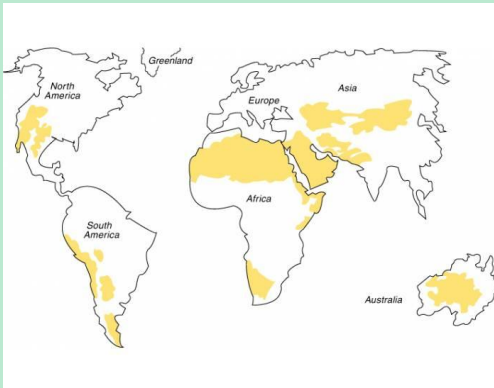 Greenland
North
America
Asia
Europe
Africa
South
America
Australia